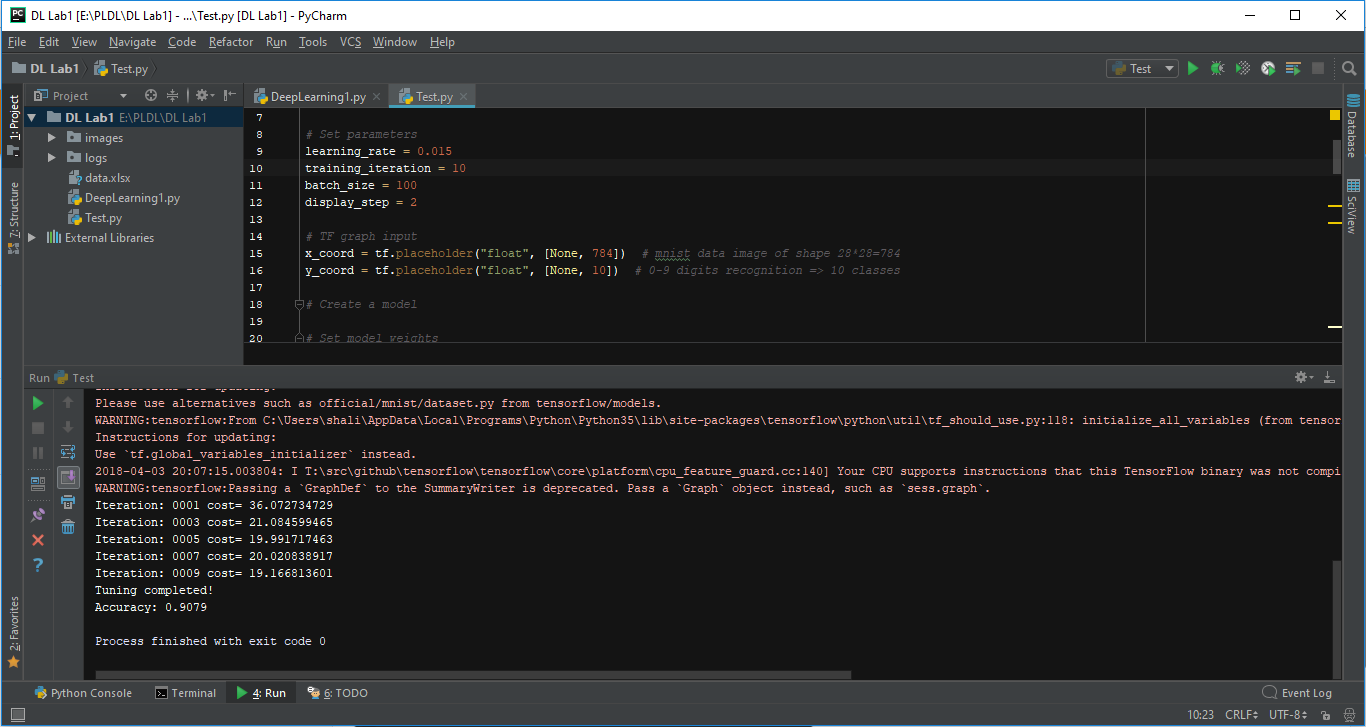 DL Lab1 [E:\PLDL\DL Lab1] - ...\Test.py [DL Lab1] - PyCharm
File Edit View Navigate Code Refactor Run Tools VCS Window Help
DL Lab1 Test.py
Test
Project
DeepLearning1.py
Test.py
1: Project
7: Structure
2: Favorites
DL Lab1 E:\PLDL\DL Lab1
images
logs
data.xlsx
DeepLearning1.py
Test.py
External Libraries
7
8 # Set parameters
9 learning_rate = 0.015
10 training_iteration = 10
11 batch_size = 100
12 display_step = 2
13
14 # TF graph input
15 x_coord = tf.placeholder("float", [None, 784]) # mnist data image of shape 28*28=784
16 y_coord = tf.placeholder("float", [None, 10]) # 0-9 digits recognition => 10 classes
17
18 # Create a model
19
20 # Set model weights
Database
SciView
Run Test
Instructions for updating:
Please use alternatives such as official/mnist/dataset.py from tensorflow/models.
WARNING:tensorflow:From C:\Users\shali\AppData\Local\Programs\Python\Python35\lib\site-packages\tensorflow\python\util\tf_should_use.py:118: initialize_all_variables (from tensor
Instructions for updating:
Use `tf.global_variables_initializer` instead.
2018-04-03 20:07:15.003804: I T:\src\github\tensorflow\tensorflow\core\platform\cpu_feature_guard.cc:140] Your CPU supports instructions that this TensorFlow binary was not compi
WARNING:tensorflow:Passing a `GraphDef` to the SummaryWriter is deprecated. Pass a `Graph` object instead, such as `sess.graph`.
Iteration: 0001 cost= 36.072734729
Iteration: 0003 cost= 21.084599465
Iteration: 0005 cost= 19.991717463
Iteration: 0007 cost= 20.020838917
Iteration: 0009 cost= 19.166813601
Tuning completed!
Accuracy: 0.9079
Process finished with exit code 0
Python Console Terminal 4: Run 6: TODO Event Log
10:23 CRLF UTF-8